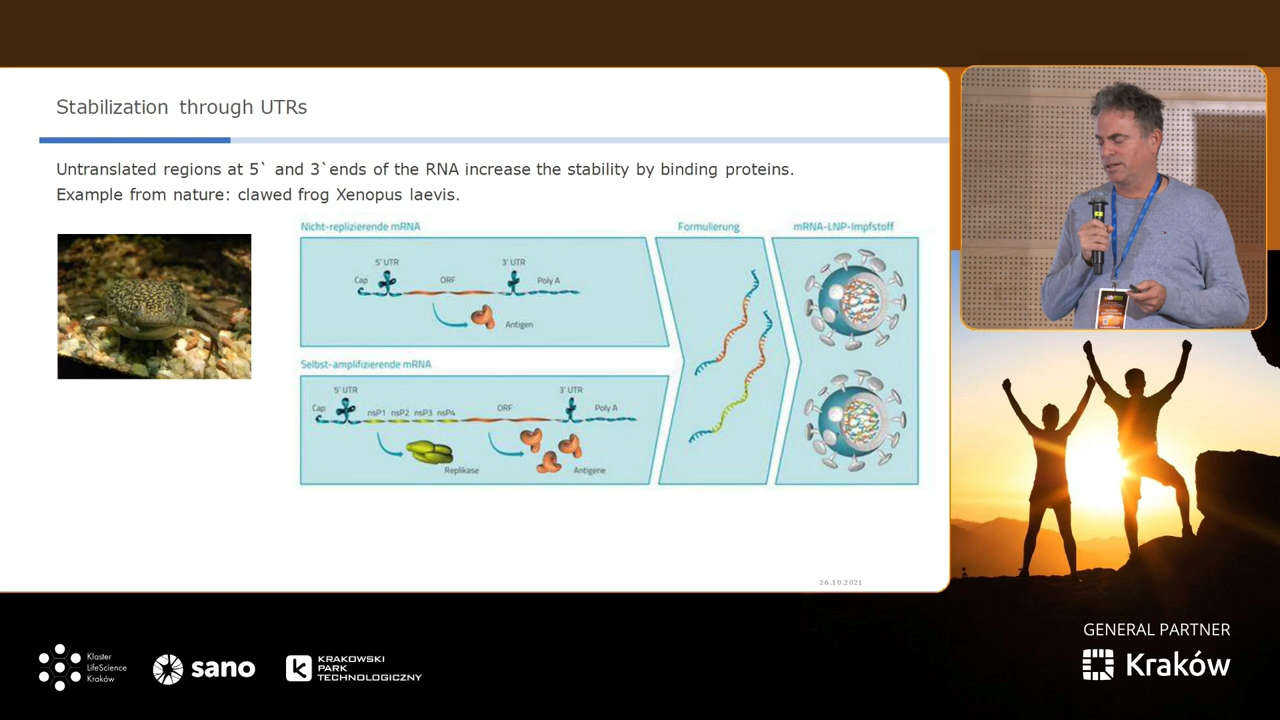 Stabilization through UTRs
Untranslated regions at 5` and 3`ends of the RNA increase the stability by binding proteins.
Example from nature: clawed frog Xenopus laevis.
Nicht-replizierende mRNA
Formulierung
mRNA-LNP-Impfstoff
5' UTR
3' UTR
Cap
ORF
Poly A
Antigen
Selbst-amplifizierende mRNA
5' UTR
3' UTR
Cap
nsP1 nsP2 nsP3 nsP4
ORF
Poly A
Replikase
Antigene
26.10.2021
GENERAL PARTNER
Kraków
Klaster
LifeScience
Kraków
sano
KRAKOWSKI
PARK
TECHNOLOGICZNY